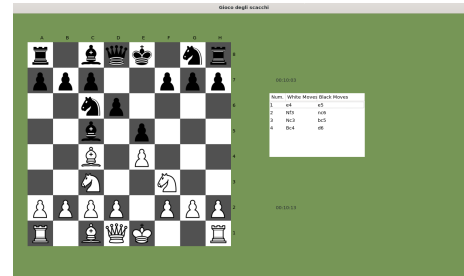 Gioco degli scacchi
A B C D E F G H
8
7
00:10:03
6
Num. White Moves Black Moves
1 e4 e5
2 Nf3 nc6
3 Nc3 bc5
4 Bc4 d6
5
4
3
2
00:10:13
1